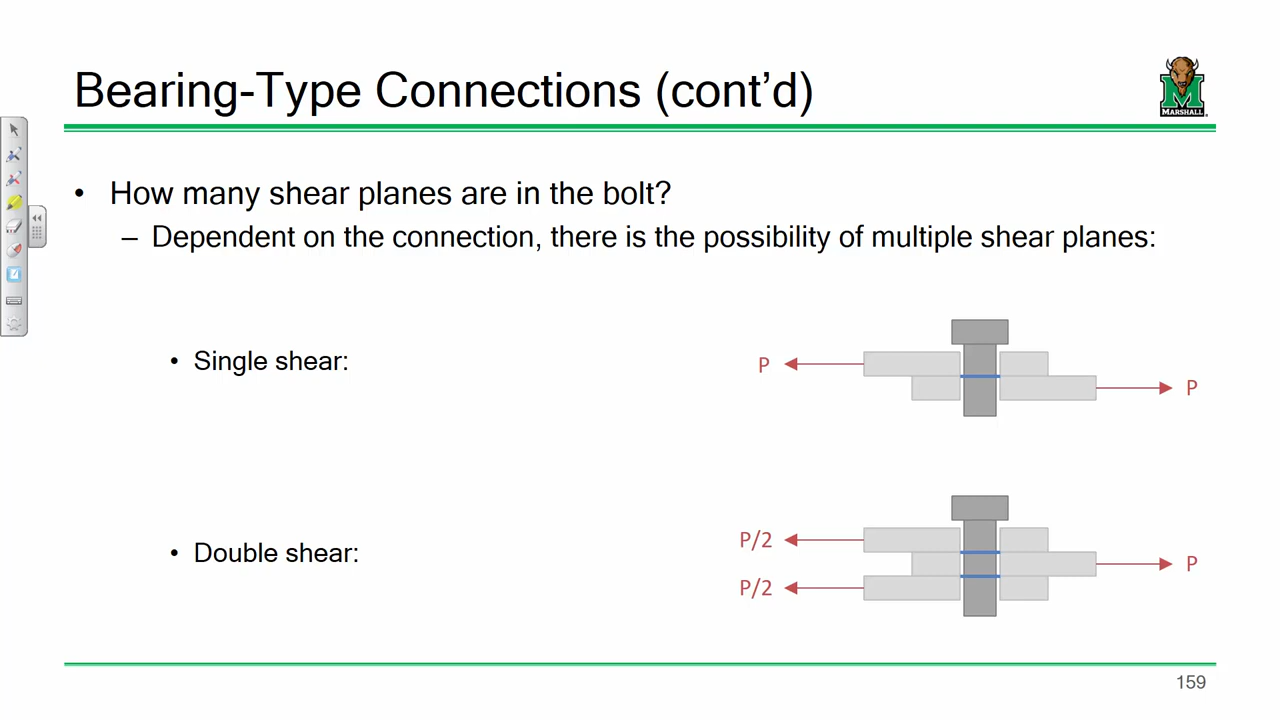 Bearing-Type Connections (cont’d)
MARSHALL
• How many shear planes are in the bolt?
– Dependent on the connection, there is the possibility of multiple shear planes:
• Single shear:
P
P
• Double shear:
P/2
P
P/2
159